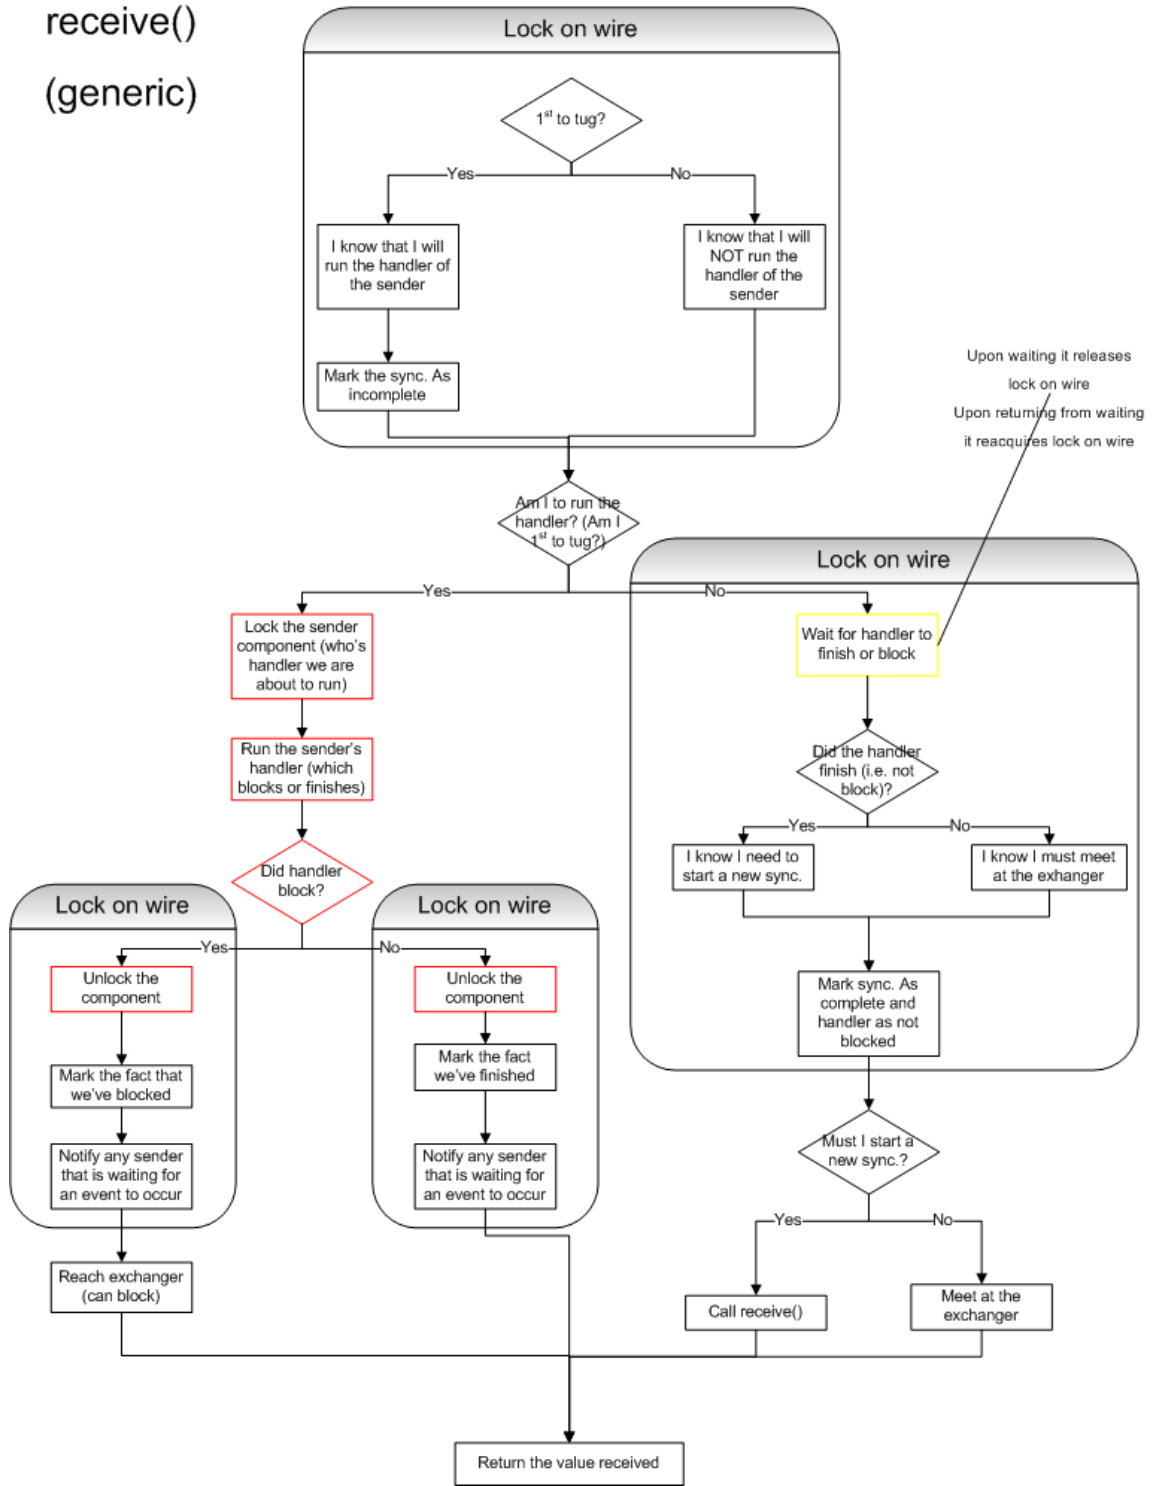 receive()
(generic)
Lock on wire
1st to tug?
Yes
No
I know that I will
run the handler of
the sender
I know that I will
NOT run the
handler of the
sender
Mark the sync. As
incomplete
Upon waiting it releases
lock on wire
Upon returning from waiting
it reacquires lock on wire
Am I to run the
handler? (Am I
1st to tug?)
Lock on wire
Yes
No
Lock the sender
component (who's
handler we are
about to run)
Wait for handler to
finish or block
Run the sender's
handler (which
blocks or finishes)
Did the handler
finish (i.e. not
block)?
Yes
No
I know I need to
start a new sync.
I know I must meet
at the exhanger
Did handler
block?
Lock on wire
Lock on wire
Yes
No
Unlock the
component
Unlock the
component
Mark sync. As
complete and
handler as not
blocked
Mark the fact that
we've blocked
Mark the fact
we've finished
Must I start a
new sync.?
Notify any sender
that is waiting for
an event to occur
Notify any sender
that is waiting for
an event to occur
Yes
No
Reach exchanger
(can block)
Call receive()
Meet at the
exchanger
Return the value received